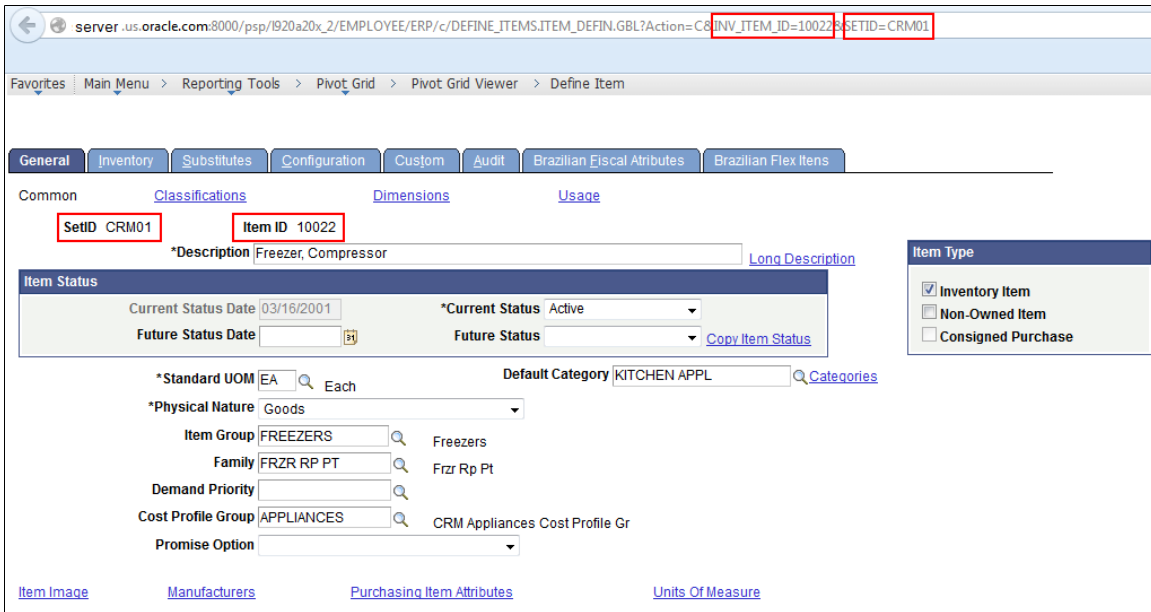 server.us.oracle.com:8000/psp/l920a20x_2/EMPLOYEE/ERP/c/DEFINE_ITEMS.ITEM_DEFIN.GBL?Action=C&INV_ITEM_ID=10022&SETID=CRM01
Favorites Main Menu > Reporting Tools > Pivot Grid > Pivot Grid Viewer > Define Item
General Inventory Substitutes Configuration Custom Audit Brazilian Fiscal Atributes Brazilian Flex Itens
Common Classifications Dimensions Usage
SetID CRM01 Item ID 10022
*Description Freezer, Compressor Long Description
Item Type
Item Status
Inventory Item
Current Status Date 03/16/2001 *Current Status Active
Non-Owned Item
Future Status Date 31 Future Status Copy Item Status
Consigned Purchase
*Standard UOM EA Each Default Category KITCHEN APPL Categories
*Physical Nature Goods
Item Group FREEZERS Freezers
Family FRZR RP PT Frzr Rp Pt
Demand Priority
Cost Profile Group APPLIANCES CRM Appliances Cost Profile Gr
Promise Option
Item Image Manufacturers Purchasing Item Attributes Units Of Measure